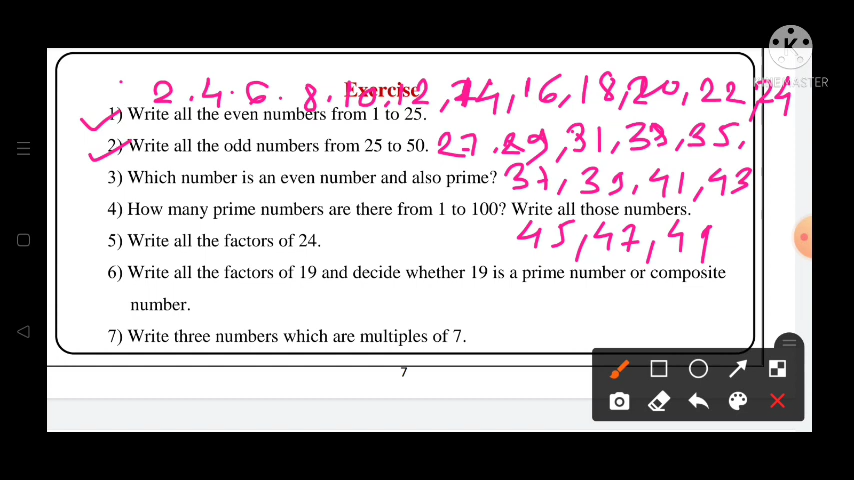 KINEMASTER
Exercise
2 . 4 . 6 . 8 . 10 , 12 , 14 , 16 , 18 , 20 , 22 , 24
1) Write all the even numbers from 1 to 25.
2) Write all the odd numbers from 25 to 50. 27 . 29 , 31 , 33 , 35 .
3) Which number is an even number and also prime? 37 , 39 , 41 , 43
4) How many prime numbers are there from 1 to 100? Write all those numbers.
5) Write all the factors of 24. 45 , 47 , 49
6) Write all the factors of 19 and decide whether 19 is a prime number or composite
number.
7) Write three numbers which are multiples of 7.
7